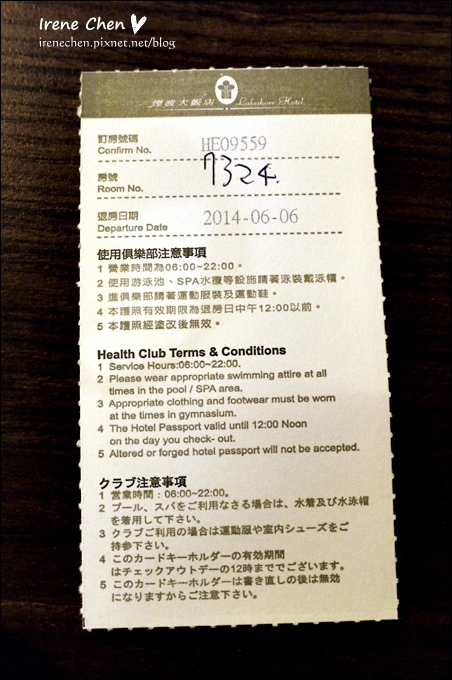 Irene Chen
irenechen.pixnet.net/blog
煙波大飯店 Lakeshore Hotel
訂房號碼
Confirm No. HE09559
房號
Room No. 7324
退房日期
Departure Date 2014-06-06
使用俱樂部注意事項
1 營業時間為06:00~22:00。
2 使用游泳池、SPA水療等設施請著泳裝戴泳帽。
3 進俱樂部請著運動服裝及運動鞋。
4 本護照有效期限為退房日中午12:00以前。
5 本護照經塗改後無效。
Health Club Terms & Conditions
1 Service Hours:06:00~22:00.
2 Please wear appropriate swimming attire at all
times in the pool / SPA area.
3 Appropriate clothing and footwear must be worn
at the times in gymnasium.
4 The Hotel Passport valid until 12:00 Noon
on the day you check- out.
5 Altered or forged hotel passport will not be accepted.
クラブ注意事項
1 営業時間：06:00~22:00。
2 プール、スパをご利用なさる場合は、水着及び水泳帽
を着用して下さい。
3 クラブご利用の場合は運動服や室内シューズをご
持参下さい。
4 このカードキーホルダーの有効期間
はチェックアウトデーの12時まででございます。
5 このカードキーホルダーは書き直しの後は無効
になりますからご注意下さい。